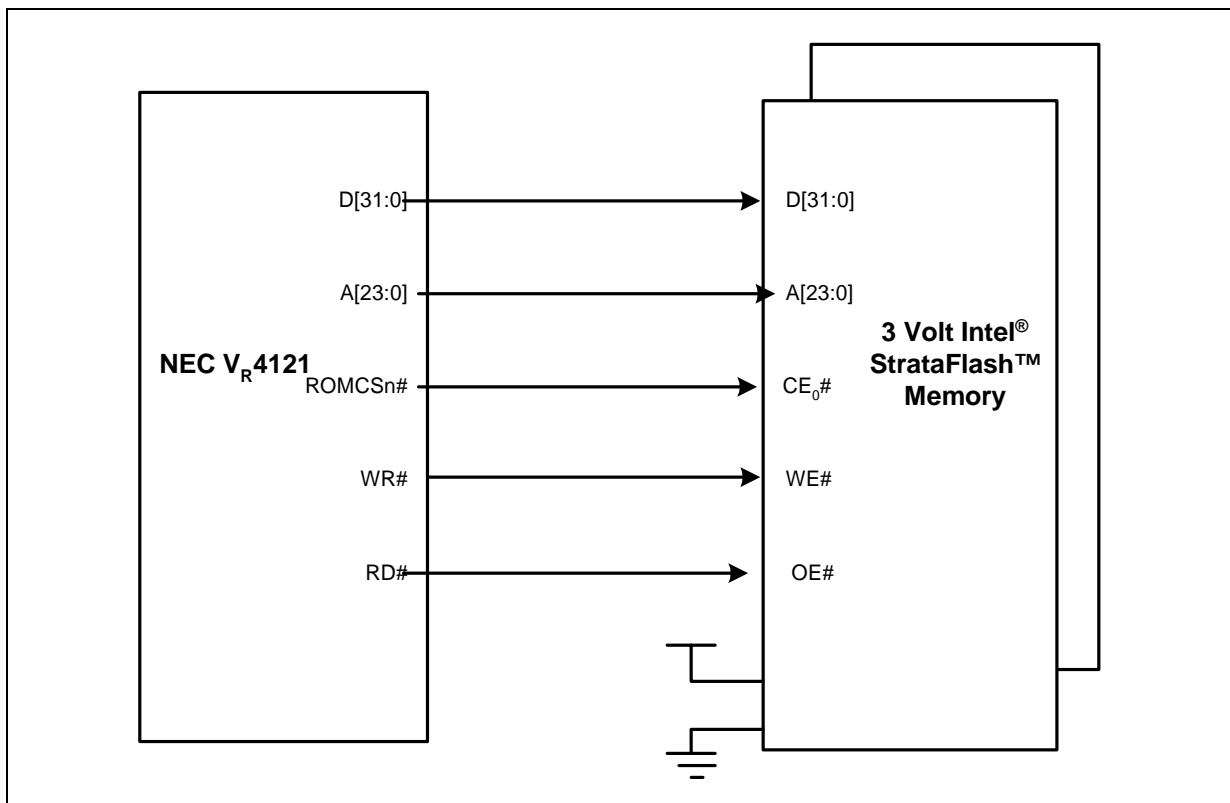 D[31:0]
D[31:0]
A[23:0]
A[23:0]
NEC VR4121
3 Volt Intel®
StrataFlash™
Memory
ROMCSn#
CE0#
WR#
WE#
RD#
OE#